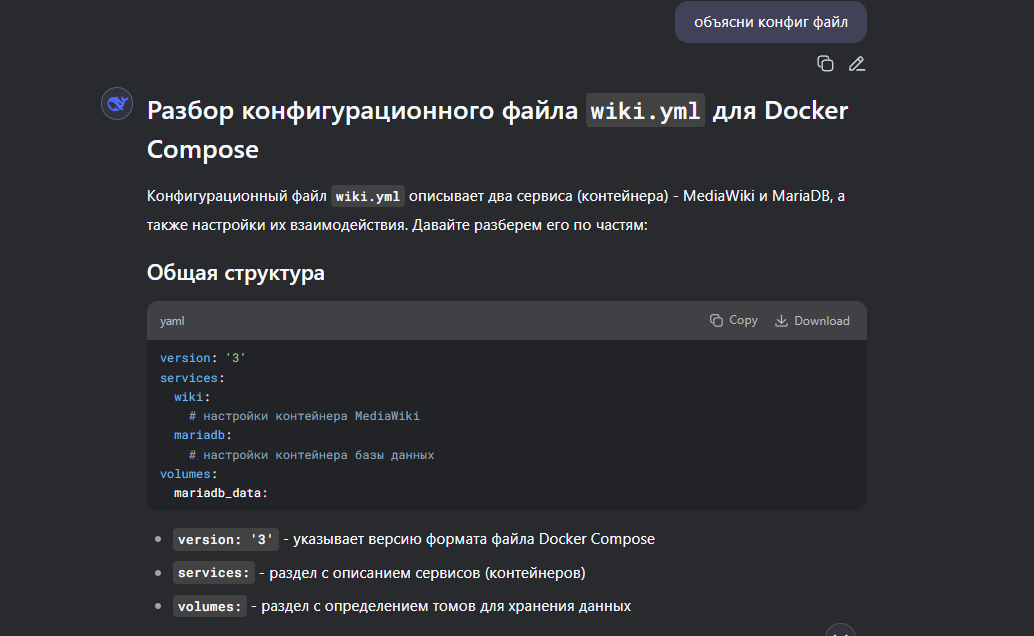 объясни конфиг файл
Разбор конфигурационного файла wiki.yml для Docker
Compose
Конфигурационный файл wiki.yml описывает два сервиса (контейнера) - MediaWiki и MariaDB, а
также настройки их взаимодействия. Давайте разберем его по частям:
Общая структура
yaml Copy Download
version: '3'
services:
  wiki:
    # настройки контейнера MediaWiki
  mariadb:
    # настройки контейнера базы данных
volumes:
  mariadb_data:
version: '3' - указывает версию формата файла Docker Compose
services: - раздел с описанием сервисов (контейнеров)
volumes: - раздел с определением томов для хранения данных